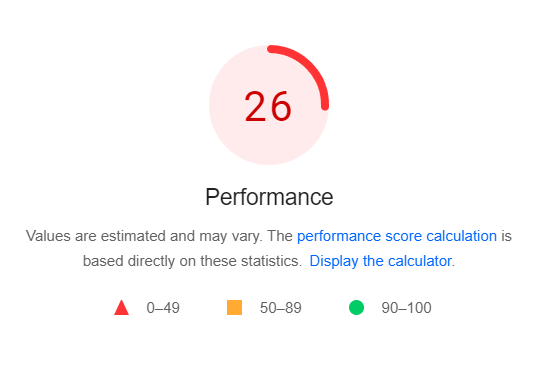 26
Performance
Values are estimated and may vary. The performance score calculation is
based directly on these statistics. Display the calculator.
0–49 50–89 90–100